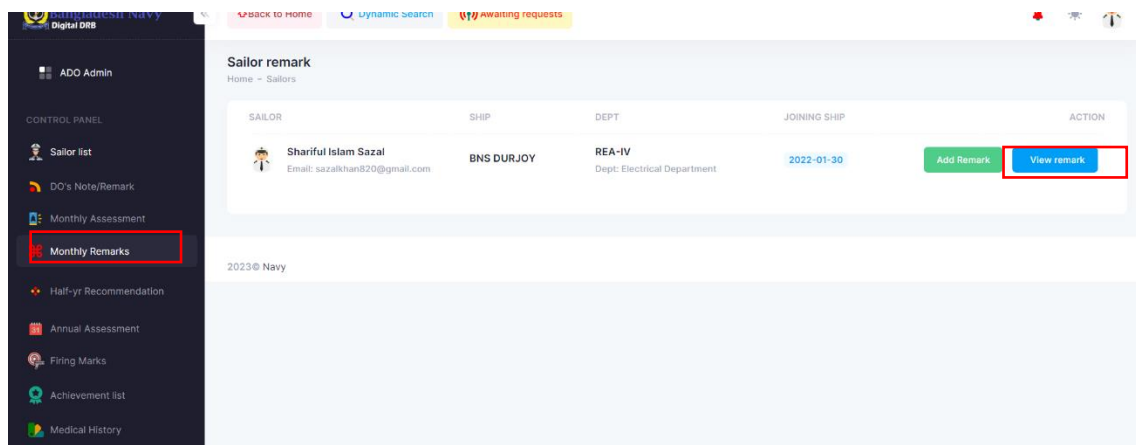 Bangladesh Navy
Digital DRB
Back to Home
Dynamic Search
Awaiting requests
ADO Admin
CONTROL PANEL
Sailor list
DO's Note/Remark
Monthly Assessment
Monthly Remarks
Half-yr Recommendation
31
Annual Assessment
Firing Marks
Achievement list
Medical History
Sailor remark
Home - Sailors
SAILOR SHIP DEPT JOINING SHIP ACTION
Shariful Islam Sazal
Email: sazalkhan820@gmail.com
BNS DURJOY
REA-IV
Dept: Electrical Department
2022-01-30
Add Remark
View remark
2023© Navy